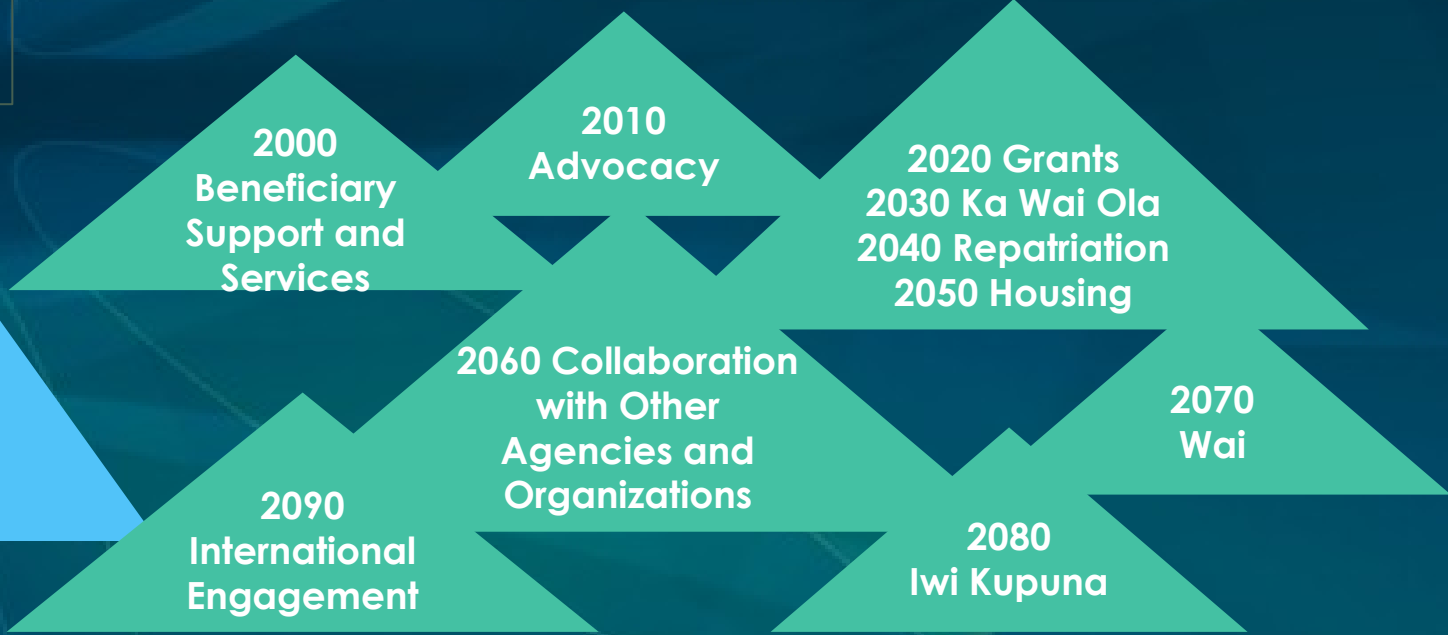 2000
Beneficiary
Support and
Services
2010
Advocacy
2020 Grants
2030 Ka Wai Ola
2040 Repatriation
2050 Housing
2060 Collaboration
with Other
Agencies and
Organizations
2070
Wai
2080
Iwi Kupuna
2090
International
Engagement